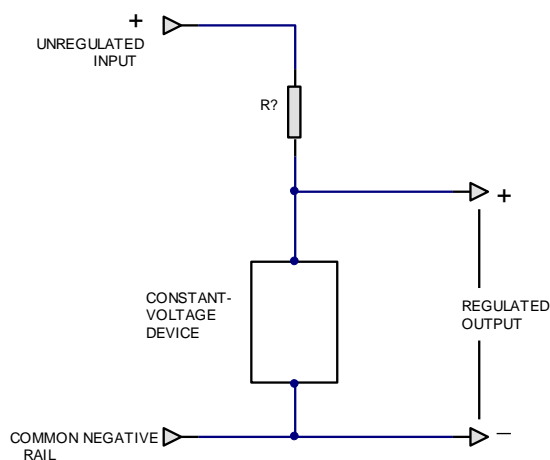 +
UNREGULATED
INPUT
R?
+
CONSTANT-
VOLTAGE
DEVICE
REGULATED
OUTPUT
COMMON NEGATIVE
RAIL
—